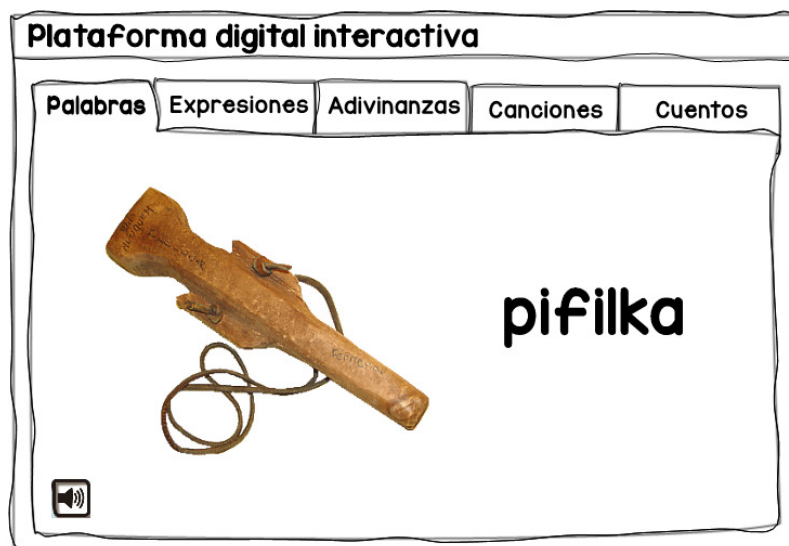 Plataforma digital interactiva
Palabras
Expresiones
Adivinanzas
Canciones
Cuentos
pifilka